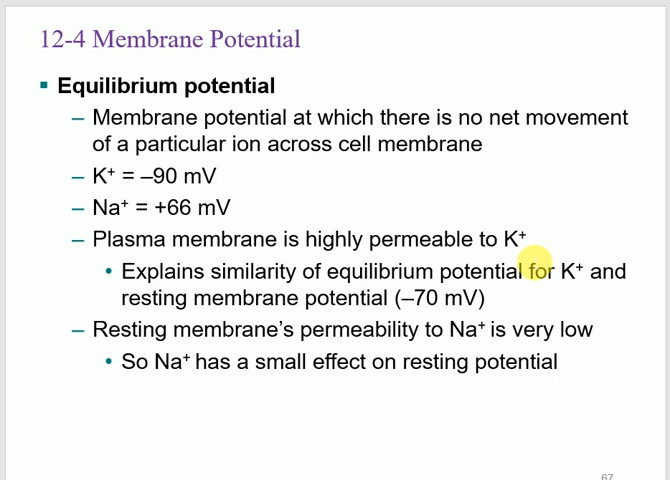 12-4 Membrane Potential
▪ Equilibrium potential
– Membrane potential at which there is no net movement
of a particular ion across cell membrane
– K⁺ = –90 mV
– Na⁺ = +66 mV
– Plasma membrane is highly permeable to K⁺
• Explains similarity of equilibrium potential for K⁺ and
resting membrane potential (–70 mV)
– Resting membrane’s permeability to Na⁺ is very low
• So Na⁺ has a small effect on resting potential
67